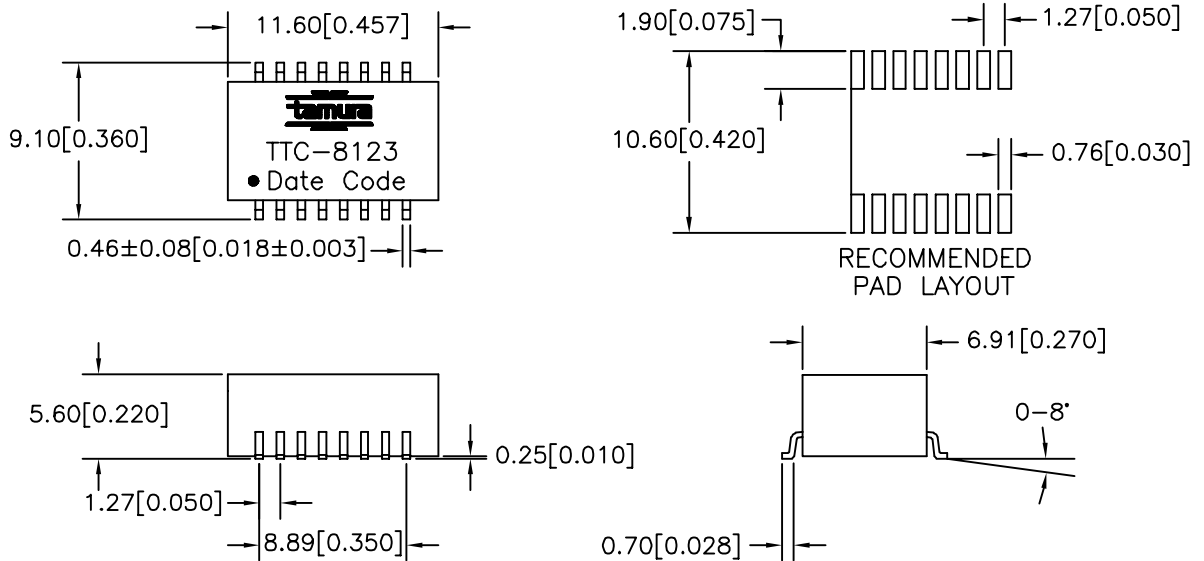 11.60[0.457]
9.10[0.360]
tamura
TTC-8123
Date Code
0.46±0.08[0.018±0.003]
1.90[0.075]
1.27[0.050]
10.60[0.420]
0.76[0.030]
RECOMMENDED
PAD LAYOUT
5.60[0.220]
0.25[0.010]
1.27[0.050]
8.89[0.350]
6.91[0.270]
0-8°
0.70[0.028]